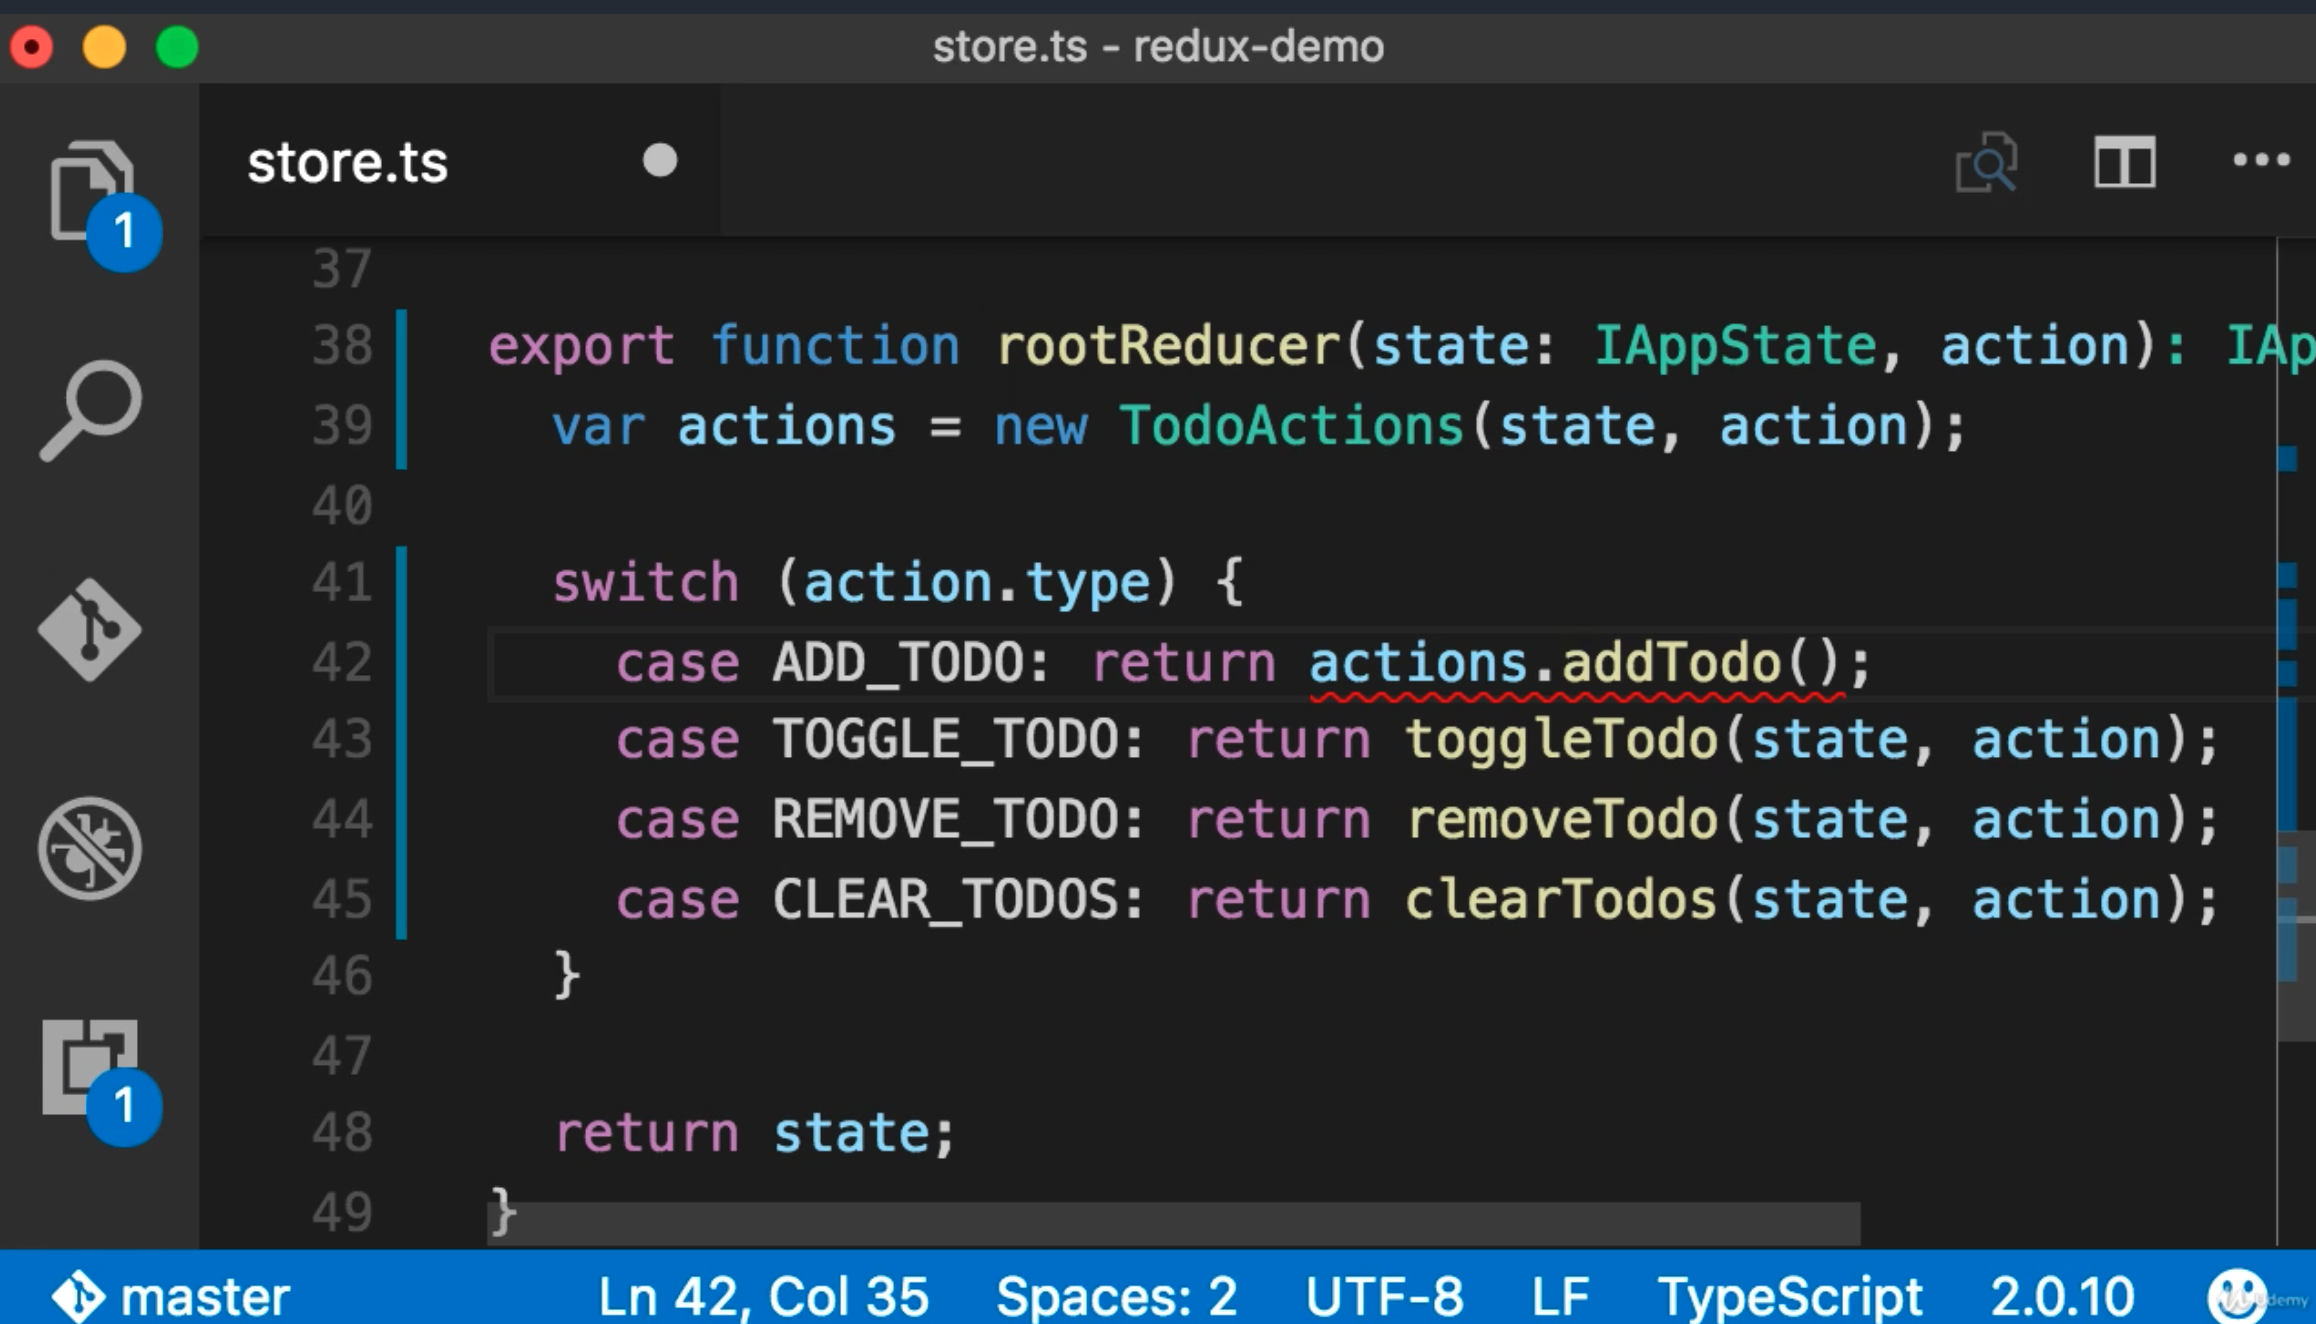 store.ts - redux-demo
store.ts
1
37
38 export function rootReducer(state: IAppState, action): IAp
39 var actions = new TodoActions(state, action);
40
41 switch (action.type) {
42 case ADD_TODO: return actions.addTodo();
43 case TOGGLE_TODO: return toggleTodo(state, action);
44 case REMOVE_TODO: return removeTodo(state, action);
45 case CLEAR_TODOS: return clearTodos(state, action);
46 }
47
1
48 return state;
49 }
master Ln 42, Col 35 Spaces: 2 UTF-8 LF TypeScript 2.0.10
Udemy